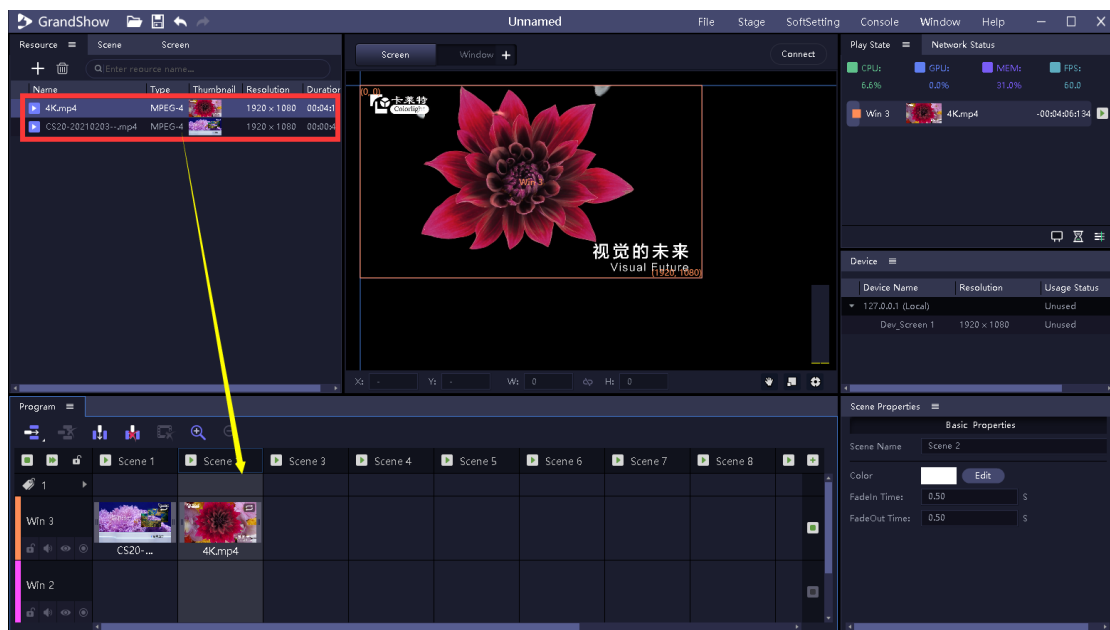 GrandShow
Unnamed
File Stage SoftSetting Console Window Help
Resource Scene Screen
Enter resource name...
Name Type Thumbnail Resolution Duration
4K.mp4 MPEG-4 1920 × 1080 00:04:1
CS20-20210203--.mp4 MPEG-4 1920 × 1080 00:00:4
Screen Window + Connect
(0, 0)
卡莱特
Colorlight
Win 3
视觉的未来
Visual Future
(1920, 1080)
X: - Y: - W: 0 H: 0
Play State Network Status
CPU: GPU: MEM: FPS:
6.6% 0.0% 31.0% 60.0
Win 3 4K.mp4 -00:04:06:134
Device
Device Name Resolution Usage Status
127.0.0.1 (Local) Unused
Dev_Screen 1 1920 × 1080 Unused
Program
Scene 1 Scene Scene 3 Scene 4 Scene 5 Scene 6 Scene 7 Scene 8
1
Win 3
CS20-... 4K.mp4
Win 2
Scene Properties
Basic Properties
Scene Name Scene 2
Color Edit
FadeIn Time: 0.50 S
FadeOut Time: 0.50 S